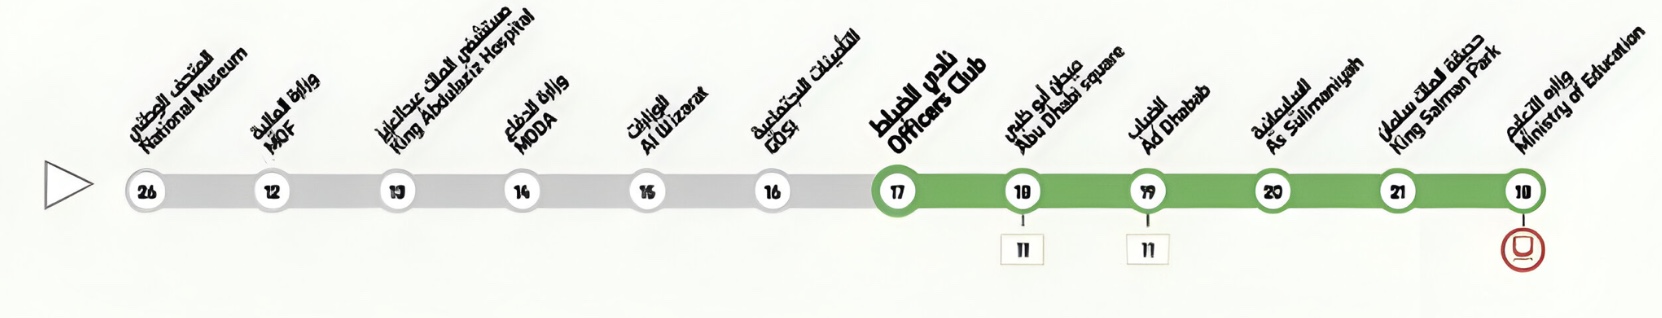 المتحف الوطني
National Museum
وزارة المالية
MOF
مستشفى الملك عبدالعزيز
King Abdulaziz Hospital
وزارة الدفاع
MODA
الوزارات
Al Wizarat
التأمينات الاجتماعية
GOSI
نادي الضباط
Officers Club
ميدان أبو ظبي
Abu Dhabi square
الضباب
Ad Dhabab
السليمانية
As Sulimaniyah
حديقة الملك سلمان
King Salman Park
وزارة التعليم
Ministry of Education
26
12
13
14
15
16
17
18
19
20
21
10
11
11